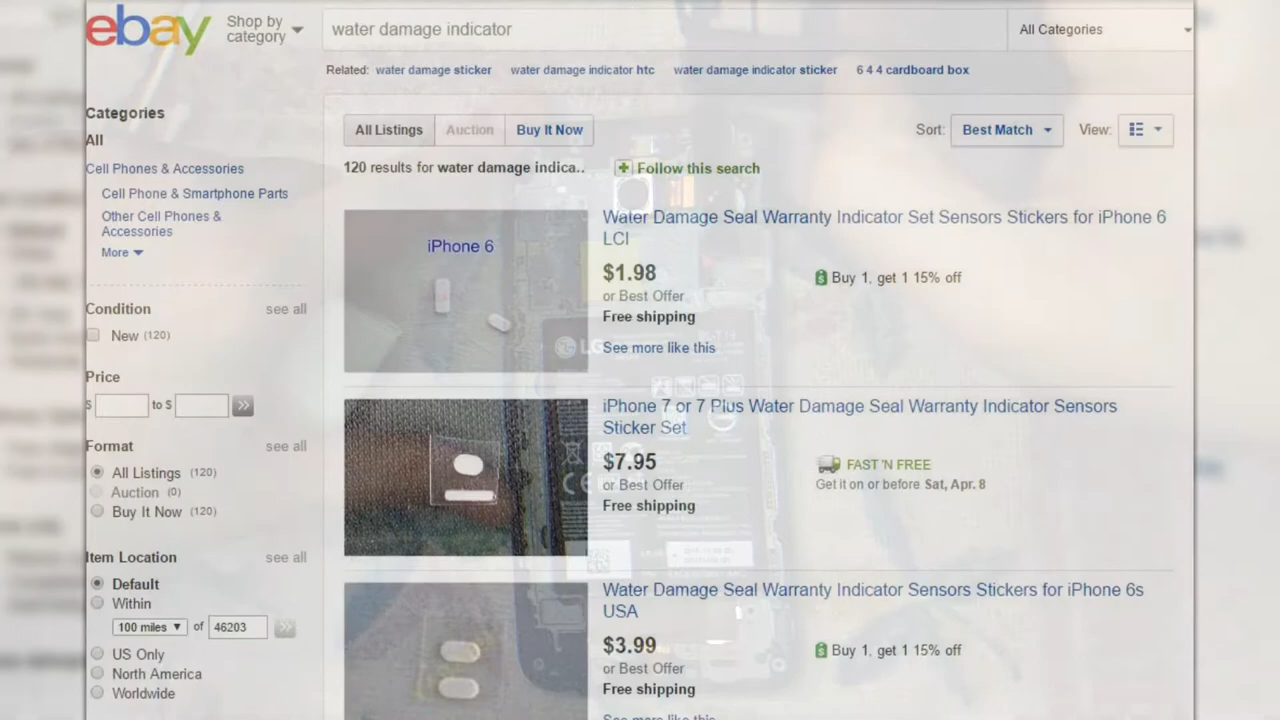 ebay
Shop by
category
water damage indicator
All Categories
Related: water damage sticker water damage indicator htc water damage indicator sticker 6 4 4 cardboard box
Categories
All
Cell Phones & Accessories
Cell Phone & Smartphone Parts
Other Cell Phones &
Accessories
More
Condition see all
New (120)
Price
$ to $
Format see all
All Listings (120)
Auction (0)
Buy It Now (120)
Item Location see all
Default
Within
100 miles of 46203
US Only
North America
Worldwide
All Listings Auction Buy It Now
Sort: Best Match View:
120 results for water damage indica..
Follow this search
iPhone 6
Water Damage Seal Warranty Indicator Set Sensors Stickers for iPhone 6
LCI
$1.98
or Best Offer
Free shipping
See more like this
Buy 1, get 1 15% off
LG
iPhone 7 or 7 Plus Water Damage Seal Warranty Indicator Sensors
Sticker Set
$7.95
or Best Offer
Free shipping
FAST 'N FREE
Get it on or before Sat, Apr. 8
Water Damage Seal Warranty Indicator Sensors Stickers for iPhone 6s
USA
$3.99
or Best Offer
Free shipping
See more like this
Buy 1, get 1 15% off